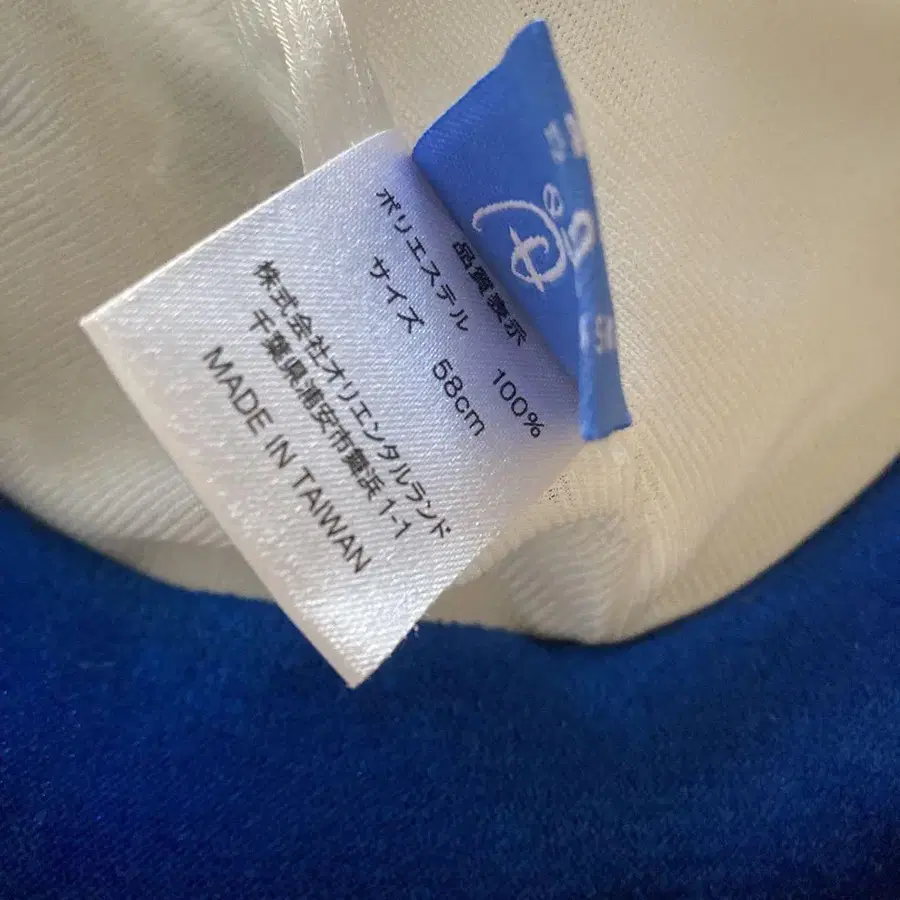 品質表示
ポリエステル 100%
サイズ 58cm
株式会社オリエンタルランド
千葉県浦安市舞浜 1-1
MADE IN TAIWAN